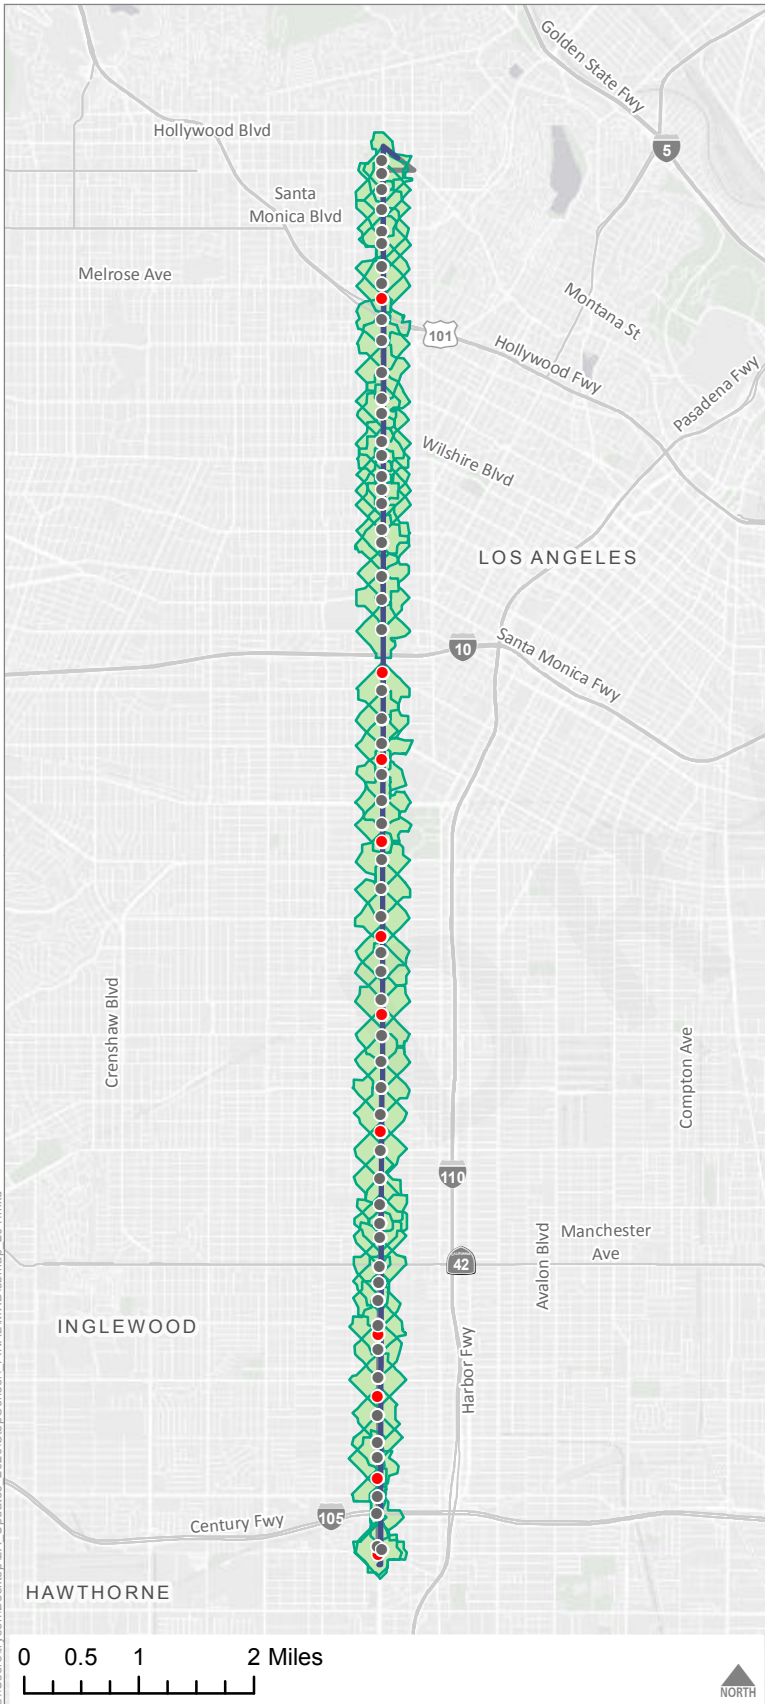 Golden State Fwy
Hollywood Blvd
5
Santa
Monica Blvd
Melrose Ave
Montana St
101
Hollywood Fwy
Pasadena Fwy
Wilshire Blvd
LOS ANGELES
10
Santa Monica Fwy
Crenshaw Blvd
Compton Ave
110
Manchester
Ave
Avalon Blvd
42
INGLEWOOD
Harbor Fwy
105
Century Fwy
HAWTHORNE
0 0.5 1 2 Miles
NORTH